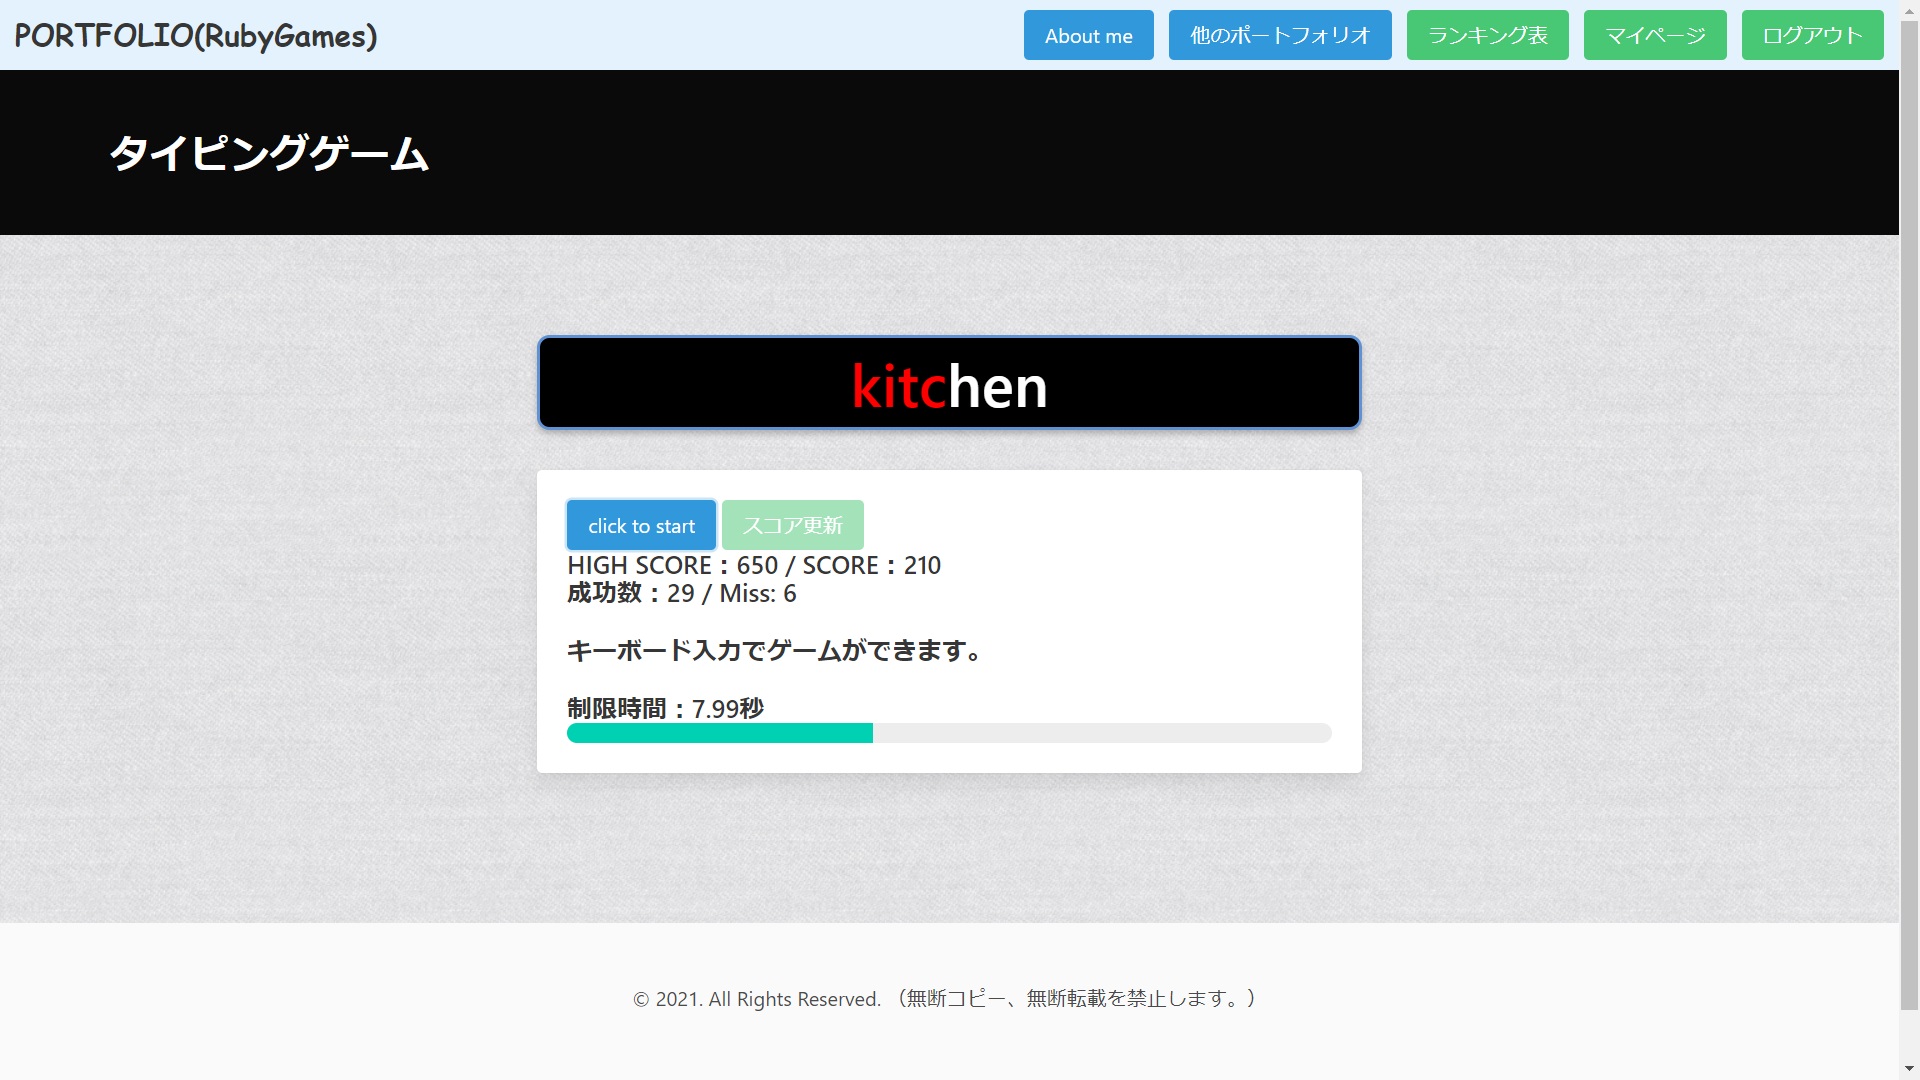 PORTFOLIO(RubyGames)
About me
他のポートフォリオ
ランキング表
マイページ
ログアウト
タイピングゲーム
kitchen
click to start
スコア更新
HIGH SCORE：650 / SCORE：210
成功数：29 / Miss: 6
キーボード入力でゲームができます。
制限時間：7.99秒
© 2021. All Rights Reserved. （無断コピー、無断転載を禁止します。）